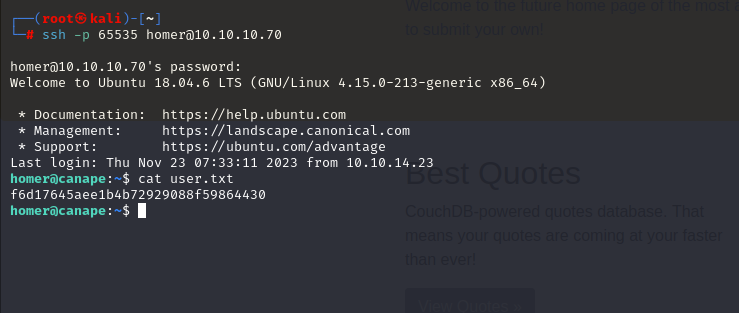 ┌──(root㉿kali)-[~]
└─# ssh -p 65535 homer@10.10.10.70
homer@10.10.10.70's password:
Welcome to Ubuntu 18.04.6 LTS (GNU/Linux 4.15.0-213-generic x86_64)
* Documentation:  https://help.ubuntu.com
* Management:     https://landscape.canonical.com
* Support:        https://ubuntu.com/advantage
Last login: Thu Nov 23 07:33:11 2023 from 10.10.14.23
homer@canape:~$ cat user.txt
f6d17645aee1b4b72929088f59864430
homer@canape:~$
Welcome to the future home page of the most
to submit your own!
Best Quotes
CouchDB-powered quotes database. That
means your quotes are coming at your faster
than ever!
View Quotes